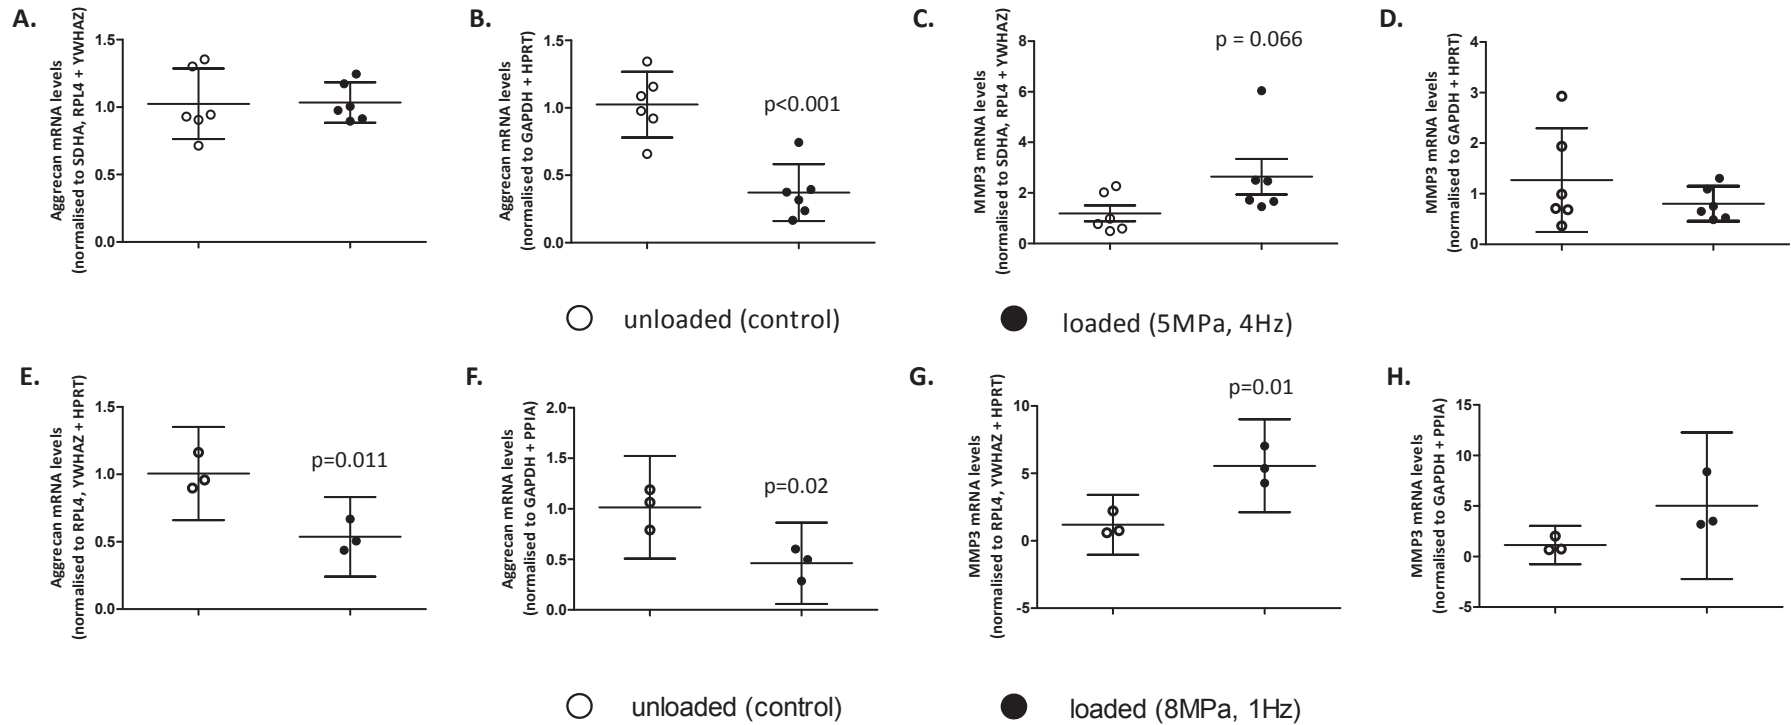 A.
Aggrecan mRNA levels
(normalised to SDHA, RPL4 + YWHAZ)
1.5
1.0
0.5
0.0
B.
Aggrecan mRNA levels
(normalised to GAPDH + HPRT)
1.5
1.0
0.5
0.0
p<0.001
C.
MMP3 mRNA levels
(normalised to SDHA, RPL4 + YWHAZ)
8
6
4
2
0
p = 0.066
D.
MMP3 mRNA levels
(normalised to GAPDH + HPRT)
4
3
2
1
0
unloaded (control)
loaded (5MPa, 4Hz)
E.
Aggrecan mRNA levels
(normalised to RPL4, YWHAZ + HPRT)
1.5
1.0
0.5
0.0
p=0.011
F.
Aggrecan mRNA levels
(normalised to GAPDH + PPIA)
2.0
1.5
1.0
0.5
0.0
p=0.02
G.
MMP3 mRNA levels
(normalised to RPL4, YWHAZ + HPRT)
10
5
0
-5
p=0.01
H.
MMP3 mRNA levels
(normalised to GAPDH + PPIA)
15
10
5
0
-5
unloaded (control)
loaded (8MPa, 1Hz)